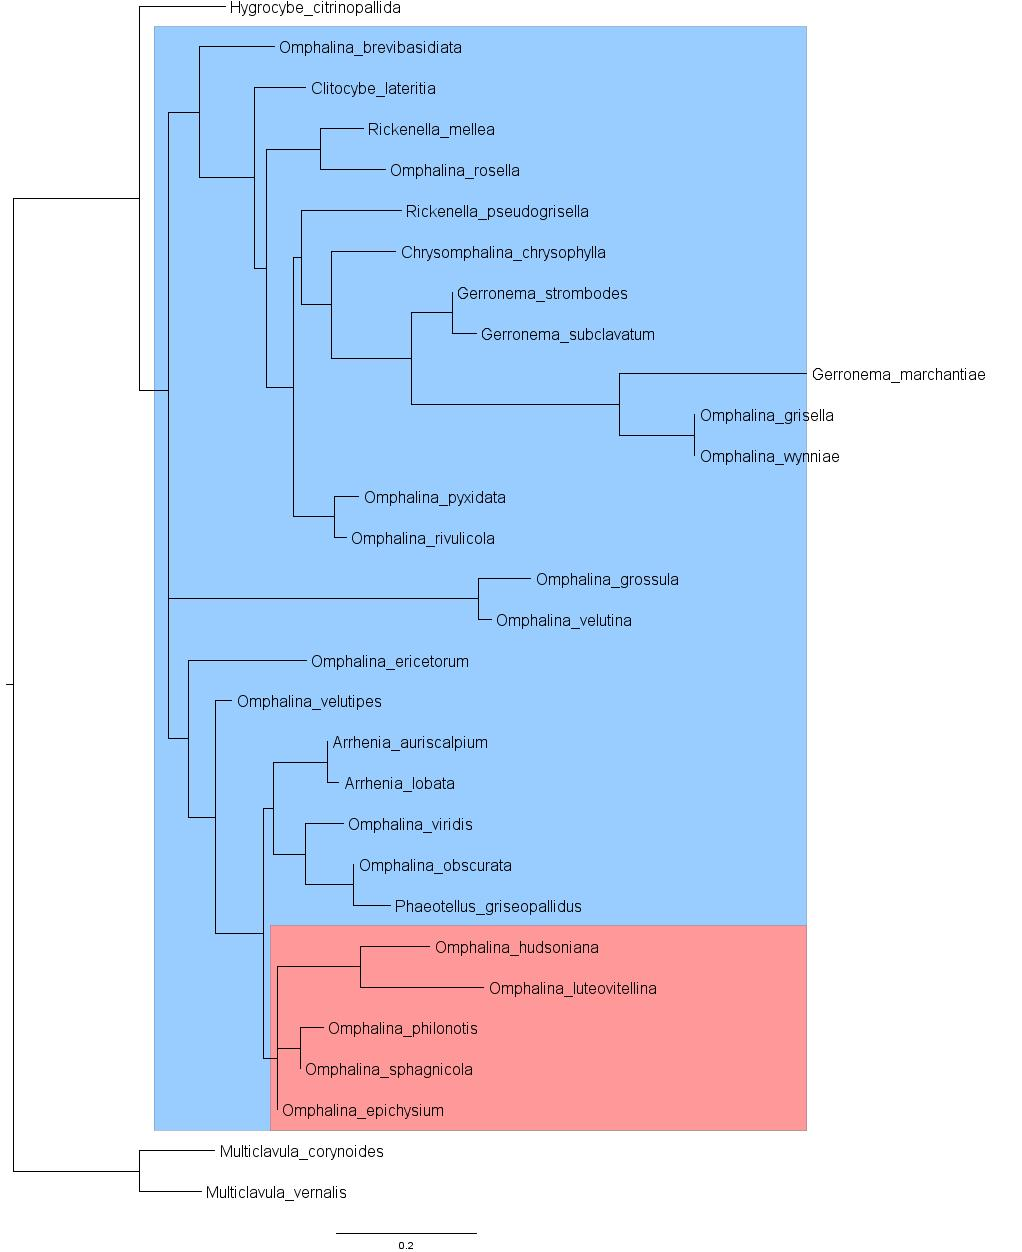 Hygrocybe_citrinopallida
Omphalina_brevibasidiata
Clitocybe_lateritia
Rickenella_mellea
Omphalina_rosella
Rickenella_pseudogrisella
Chrysomphalina_chrysophylla
Gerronema_strombodes
Gerronema_subclavatum
Gerronema_marchantiae
Omphalina_grisella
Omphalina_wynniae
Omphalina_pyxidata
Omphalina_rivulicola
Omphalina_grossula
Omphalina_velutina
Omphalina_ericetorum
Omphalina_velutipes
Arrhenia_auriscalpium
Arrhenia_lobata
Omphalina_viridis
Omphalina_obscurata
Phaeotellus_griseopallidus
Omphalina_hudsoniana
Omphalina_luteovitellina
Omphalina_philonotis
Omphalina_sphagnicola
Omphalina_epichysium
Multiclavula_corynoides
Multiclavula_vernalis
0.2